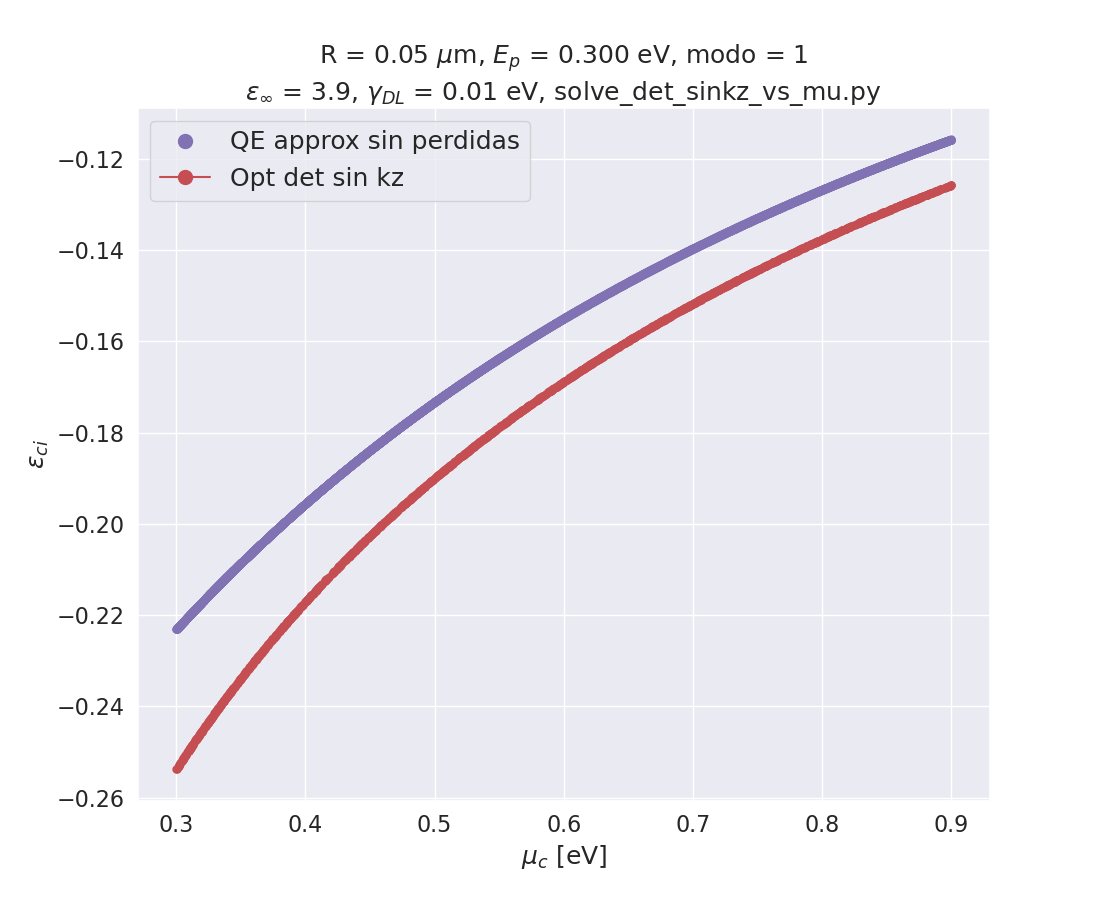 R = 0.05 μm, E_p = 0.300 eV, modo = 1
ε_∞ = 3.9, γ_DL = 0.01 eV, solve_det_sinkz_vs_mu.py
QE approx sin perdidas
Opt det sin kz
−0.12
−0.14
−0.16
−0.18
−0.20
−0.22
−0.24
−0.26
ε_ci
0.3 0.4 0.5 0.6 0.7 0.8 0.9
μ_c [eV]